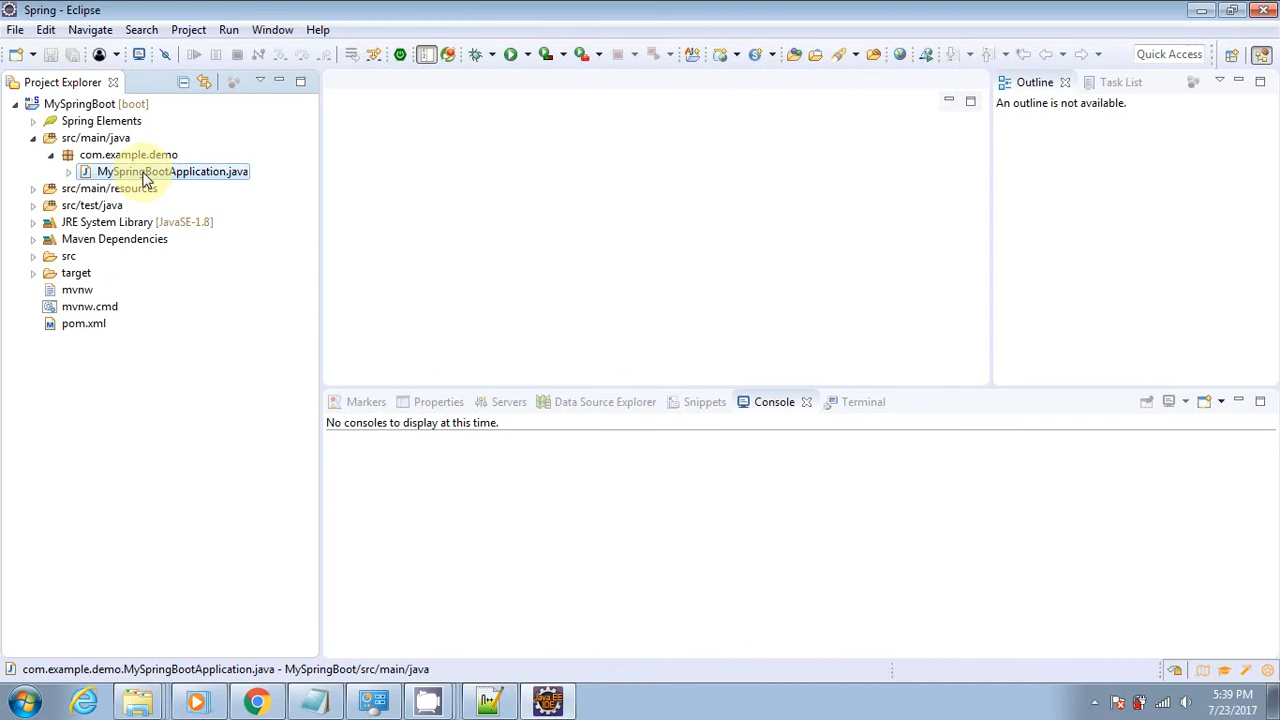 Spring - Eclipse
File Edit Navigate Search Project Run Window Help
Quick Access
Project Explorer
Outline Task List
MySpringBoot [boot]
An outline is not available.
Spring Elements
src/main/java
com.example.demo
MySpringBootApplication.java
src/main/resources
src/test/java
JRE System Library [JavaSE-1.8]
Maven Dependencies
src
target
mvnw
mvnw.cmd
pom.xml
Markers Properties Servers Data Source Explorer Snippets Console Terminal
No consoles to display at this time.
com.example.demo.MySpringBootApplication.java - MySpringBoot/src/main/java
5:39 PM
7/23/2017